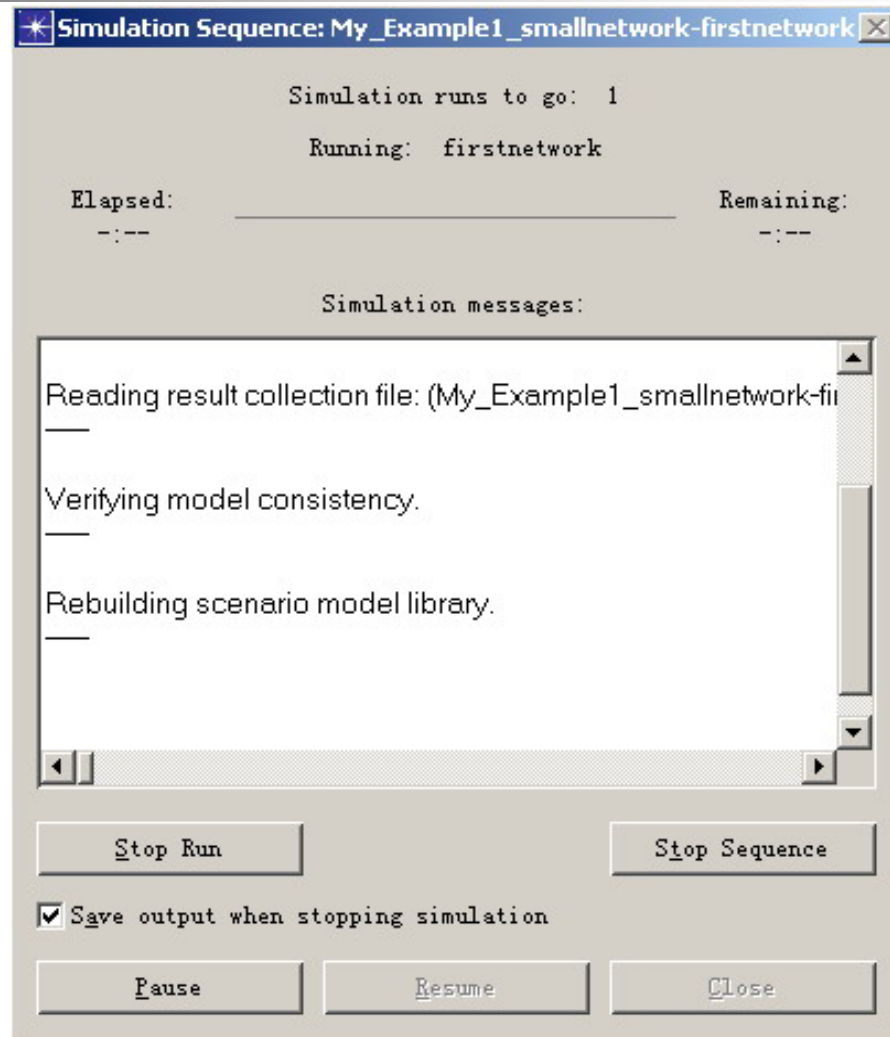 Simulation Sequence: My_Example1_smallnetwork-firstnetwork
Simulation runs to go: 1
Running: firstnetwork
Elapsed: Remaining:
-:-- -:--
Simulation messages:
Reading result collection file: (My_Example1_smallnetwork-fir
Verifying model consistency.
Rebuilding scenario model library.
Stop Run Stop Sequence
Save output when stopping simulation
Pause Resume Close